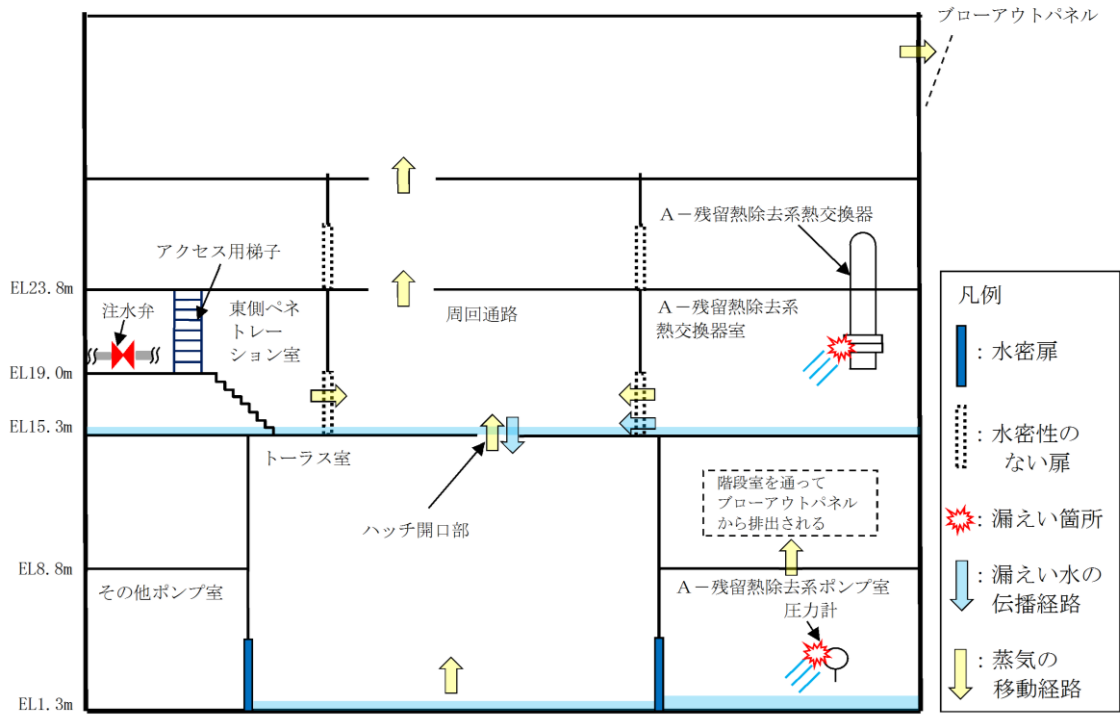 ブローアウトパネル
A－残留熱除去系熱交換器
アクセス用梯子
EL23.8m
注水弁
東側ペネ
トレー
ション室
周回通路
A－残留熱除去系
熱交換器室
EL19.0m
EL15.3m
トーラス室
ハッチ開口部
階段室を通って
ブローアウトパネル
から排出される
EL8.8m
その他ポンプ室
A－残留熱除去系ポンプ室
圧力計
EL1.3m
凡例
：水密扉
：水密性の
ない扉
：漏えい箇所
：漏えい水の
伝播経路
：蒸気の
移動経路